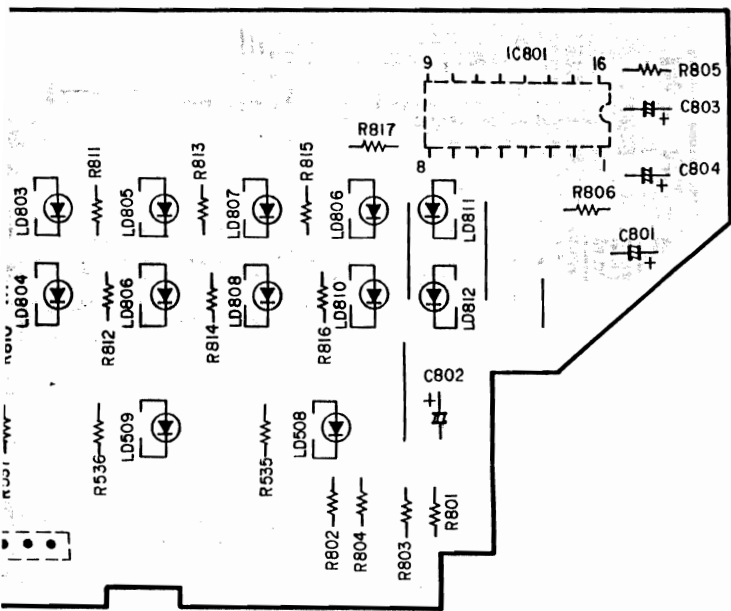 9 IC801 16
R805
C803
+
R817
8 1
C804
+
R811 R813 R815
R806
LD803 LD805 LD807 LD806 LD811
C801
+
LD804 LD806 LD808 LD810 LD812
R812 R814 R816
C802
+
LD509 LD508
R536 R535
R802 R804 R803 R801